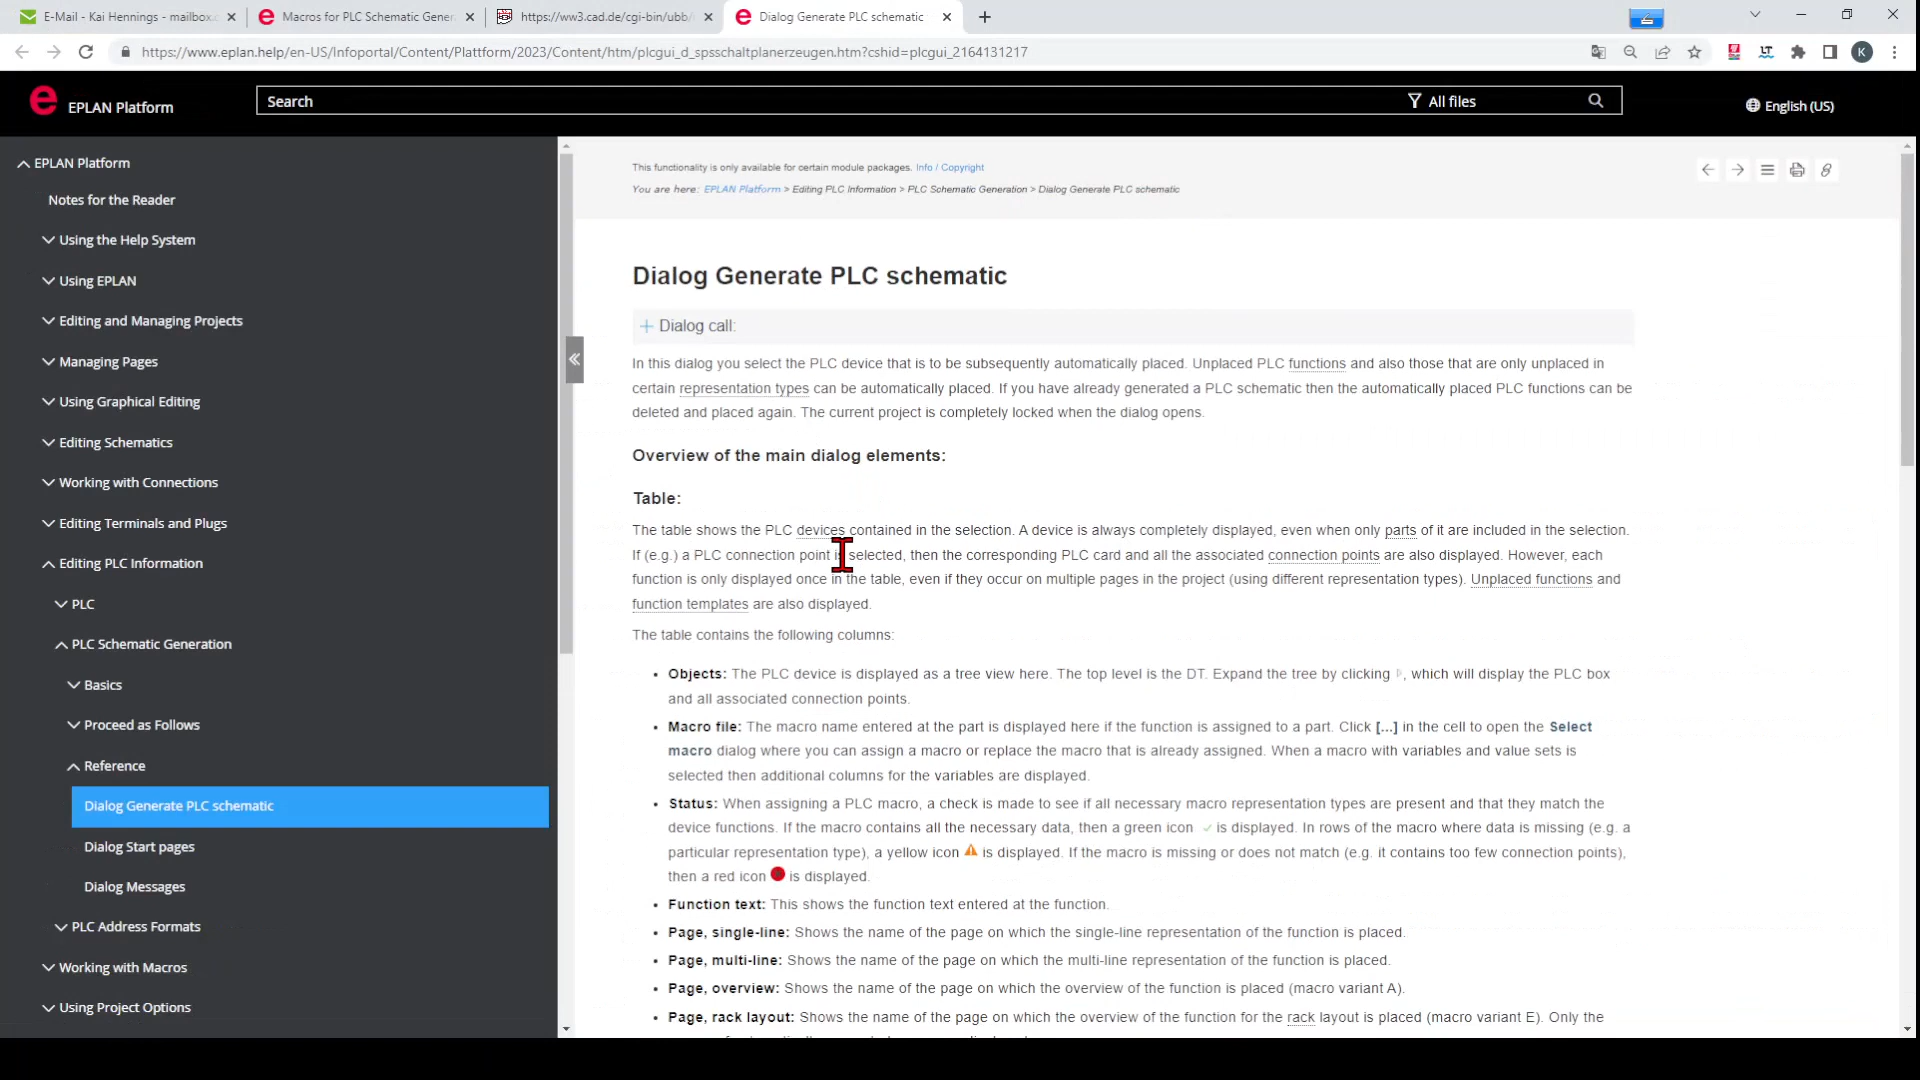 E-Mail - Kai Hennings - mailbox.
Macros for PLC Schematic Gener
https://ww3.cad.de/cgi-bin/ubb/
Dialog Generate PLC schematic
https://www.eplan.help/en-US/Infoportal/Content/Plattform/2023/Content/htm/plcgui_d_spsschaltplanerzeugen.htm?cshid=plcgui_2164131217
K
EPLAN Platform
Search
All files
English (US)
EPLAN Platform
Notes for the Reader
Using the Help System
Using EPLAN
Editing and Managing Projects
Managing Pages
Using Graphical Editing
Editing Schematics
Working with Connections
Editing Terminals and Plugs
Editing PLC Information
PLC
PLC Schematic Generation
Basics
Proceed as Follows
Reference
Dialog Generate PLC schematic
Dialog Start pages
Dialog Messages
PLC Address Formats
Working with Macros
Using Project Options
This functionality is only available for certain module packages. Info / Copyright
You are here: EPLAN Platform > Editing PLC Information > PLC Schematic Generation > Dialog Generate PLC schematic
Dialog Generate PLC schematic
Dialog call:
In this dialog you select the PLC device that is to be subsequently automatically placed. Unplaced PLC functions and also those that are only unplaced in
certain representation types can be automatically placed. If you have already generated a PLC schematic then the automatically placed PLC functions can be
deleted and placed again. The current project is completely locked when the dialog opens.
Overview of the main dialog elements:
Table:
The table shows the PLC devices contained in the selection. A device is always completely displayed, even when only parts of it are included in the selection.
If (e.g.) a PLC connection point is selected, then the corresponding PLC card and all the associated connection points are also displayed. However, each
function is only displayed once in the table, even if they occur on multiple pages in the project (using different representation types). Unplaced functions and
function templates are also displayed.
The table contains the following columns:
• Objects: The PLC device is displayed as a tree view here. The top level is the DT. Expand the tree by clicking , which will display the PLC box
and all associated connection points.
• Macro file: The macro name entered at the part is displayed here if the function is assigned to a part. Click [...] in the cell to open the Select
macro dialog where you can assign a macro or replace the macro that is already assigned. When a macro with variables and value sets is
selected then additional columns for the variables are displayed.
• Status: When assigning a PLC macro, a check is made to see if all necessary macro representation types are present and that they match the
device functions. If the macro contains all the necessary data, then a green icon is displayed. In rows of the macro where data is missing (e.g. a
particular representation type), a yellow icon is displayed. If the macro is missing or does not match (e.g. it contains too few connection points),
then a red icon is displayed.
• Function text: This shows the function text entered at the function.
• Page, single-line: Shows the name of the page on which the single-line representation of the function is placed.
• Page, multi-line: Shows the name of the page on which the multi-line representation of the function is placed.
• Page, overview: Shows the name of the page on which the overview of the function is placed (macro variant A).
• Page, rack layout: Shows the name of the page on which the overview of the function for the rack layout is placed (macro variant E). Only the